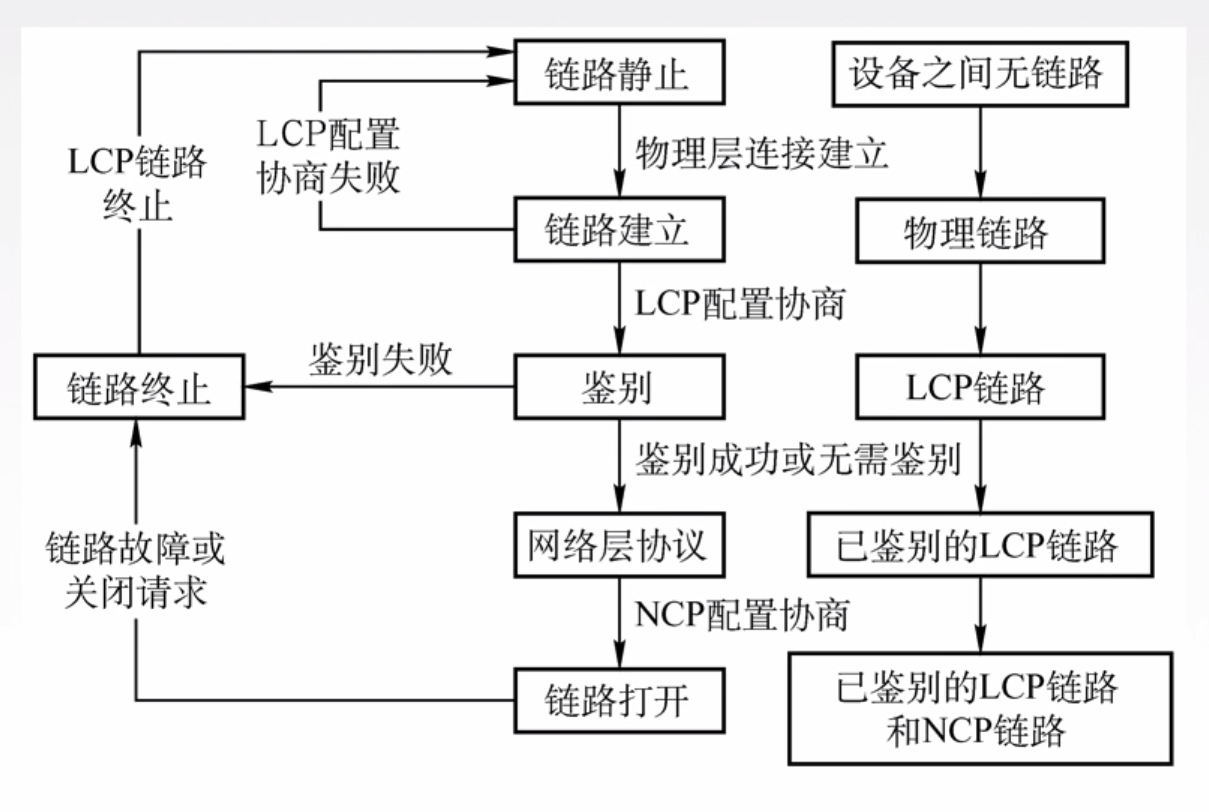 链路静止
设备之间无链路
LCP配置
协商失败
LCP链路
终止
物理层连接建立
链路建立
物理链路
LCP配置协商
鉴别失败
链路终止
鉴别
LCP链路
鉴别成功或无需鉴别
链路故障或
关闭请求
网络层协议
已鉴别的LCP链路
NCP配置协商
链路打开
已鉴别的LCP链路
和NCP链路